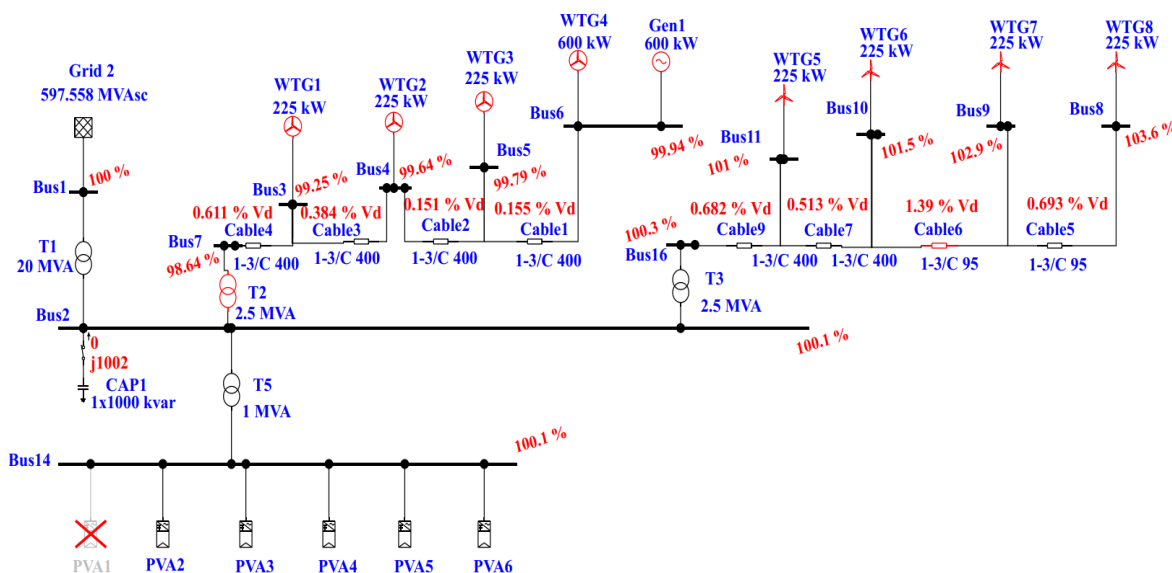 Grid 2
597.558 MVAsc
Bus1
100 %
T1
20 MVA
Bus2
0
j1002
CAP1
1x1000 kvar
WTG1
225 kW
WTG2
225 kW
WTG3
225 kW
WTG4
600 kW
Gen1
600 kW
Bus3
99.25 %
Bus4
99.64 %
Bus5
99.79 %
Bus6
99.94 %
0.611 % Vd
Cable4
1-3/C 400
0.384 % Vd
Cable3
1-3/C 400
0.151 % Vd
Cable2
1-3/C 400
0.155 % Vd
Cable1
1-3/C 400
Bus7
98.64 %
T2
2.5 MVA
WTG5
225 kW
WTG6
225 kW
WTG7
225 kW
WTG8
225 kW
Bus11
101 %
Bus10
101.5 %
Bus9
102.9 %
Bus8
103.6 %
100.3 %
Bus16
0.682 % Vd
Cable9
1-3/C 400
0.513 % Vd
Cable7
1-3/C 400
1.39 % Vd
Cable6
1-3/C 95
0.693 % Vd
Cable5
1-3/C 95
T3
2.5 MVA
100.1 %
T5
1 MVA
Bus14
100.1 %
PVA1
PVA2
PVA3
PVA4
PVA5
PVA6